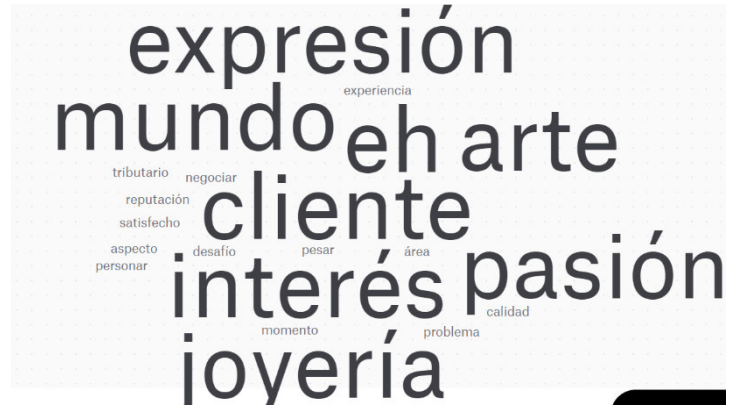 expresión
experiencia
mundo eh arte
tributario negociar
reputación cliente
satisfecho
aspecto desafío pesar área
personar interés pasión
calidad
momento problema
joyería